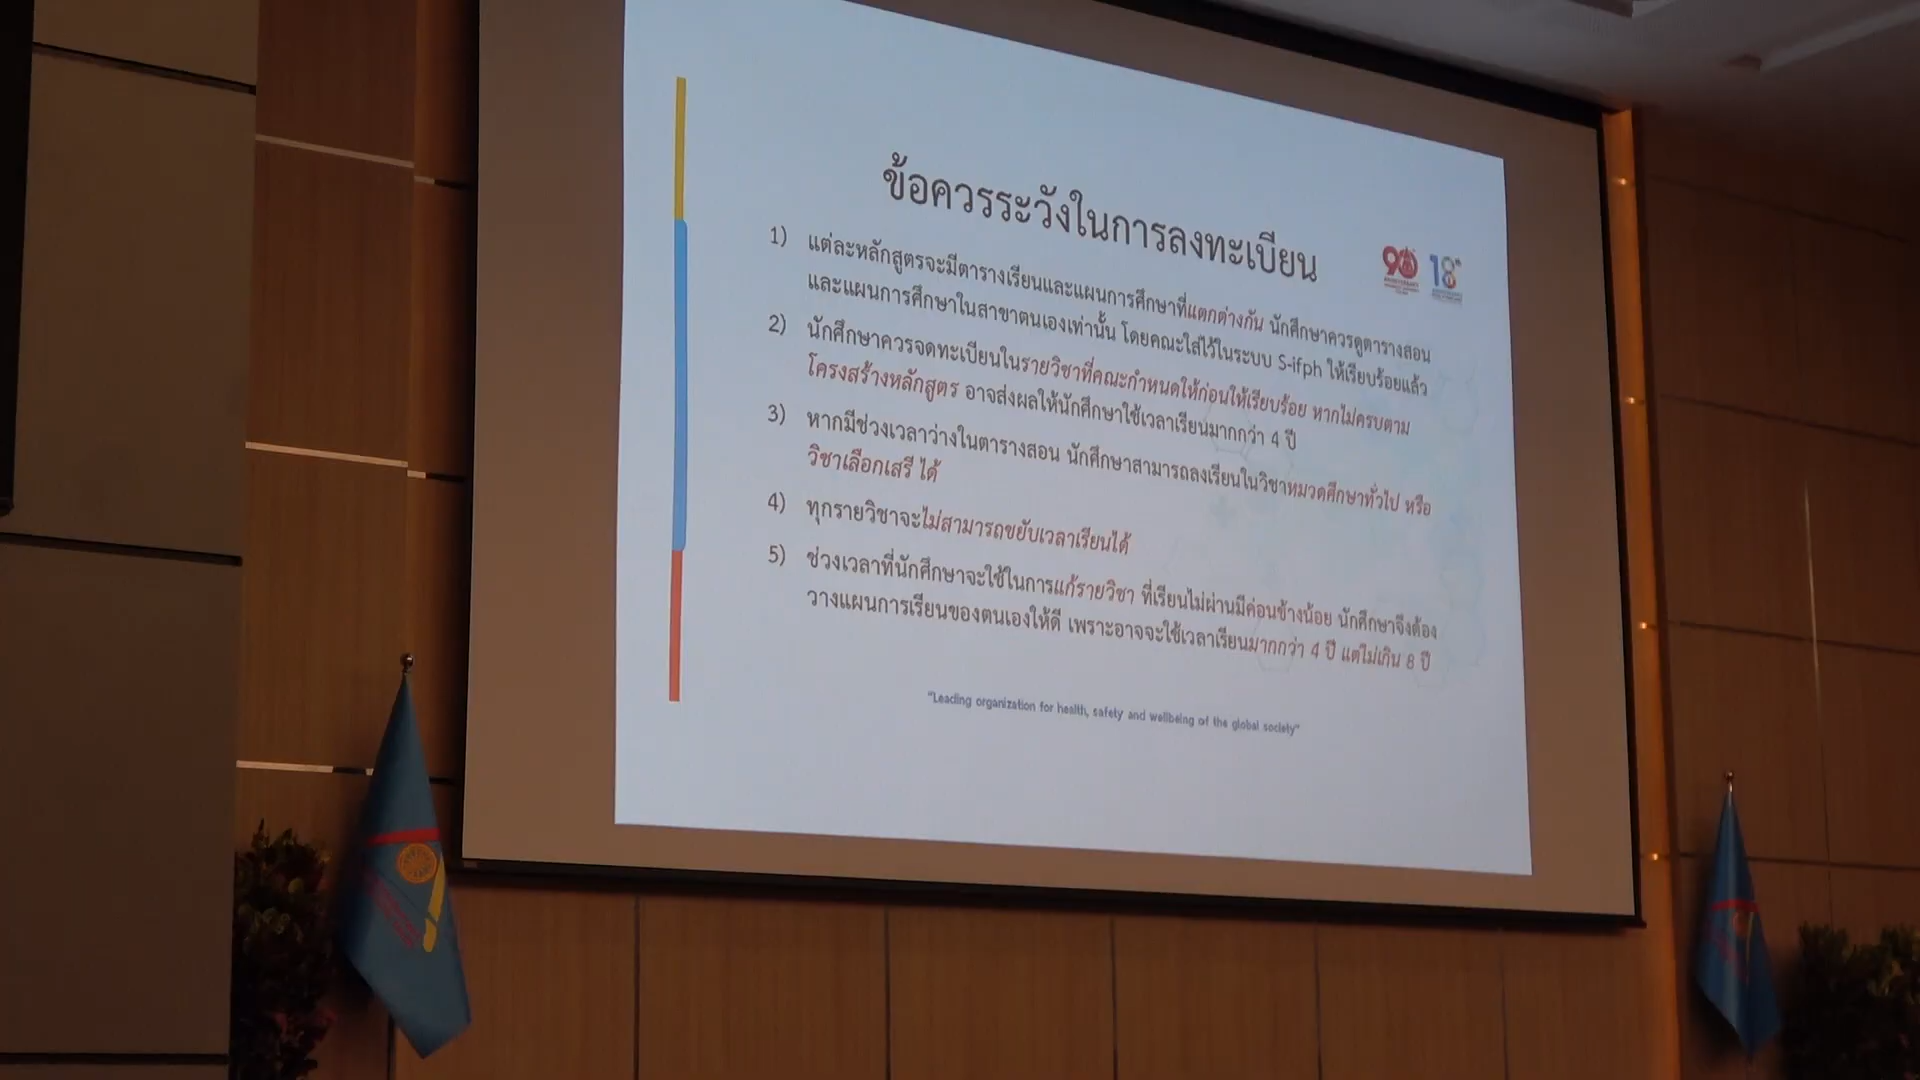 ข้อควรระวังในการลงทะเบียน
90 18th
1) แต่ละหลักสูตรจะมีตารางเรียนและแผนการศึกษาที่แตกต่างกัน นักศึกษาควรดูตารางสอน
และแผนการศึกษาในสาขาตนเองเท่านั้น โดยคณะใส่ไว้ในระบบ S-ifph ให้เรียบร้อยแล้ว
2) นักศึกษาควรจดทะเบียนในรายวิชาที่คณะกำหนดให้ก่อนให้เรียบร้อย หากไม่ครบตาม
โครงสร้างหลักสูตร อาจส่งผลให้นักศึกษาใช้เวลาเรียนมากกว่า 4 ปี
3) หากมีช่วงเวลาว่างในตารางสอน นักศึกษาสามารถลงเรียนในวิชาหมวดศึกษาทั่วไป หรือ
วิชาเลือกเสรี ได้
4) ทุกรายวิชาจะไม่สามารถขยับเวลาเรียนได้
5) ช่วงเวลาที่นักศึกษาจะใช้ในการแก้รายวิชา ที่เรียนไม่ผ่านมีค่อนข้างน้อย นักศึกษาจึงต้อง
วางแผนการเรียนของตนเองให้ดี เพราะอาจจะใช้เวลาเรียนมากกว่า 4 ปี แต่ไม่เกิน 8 ปี
"Leading organization for health, safety and wellbeing of the global society"